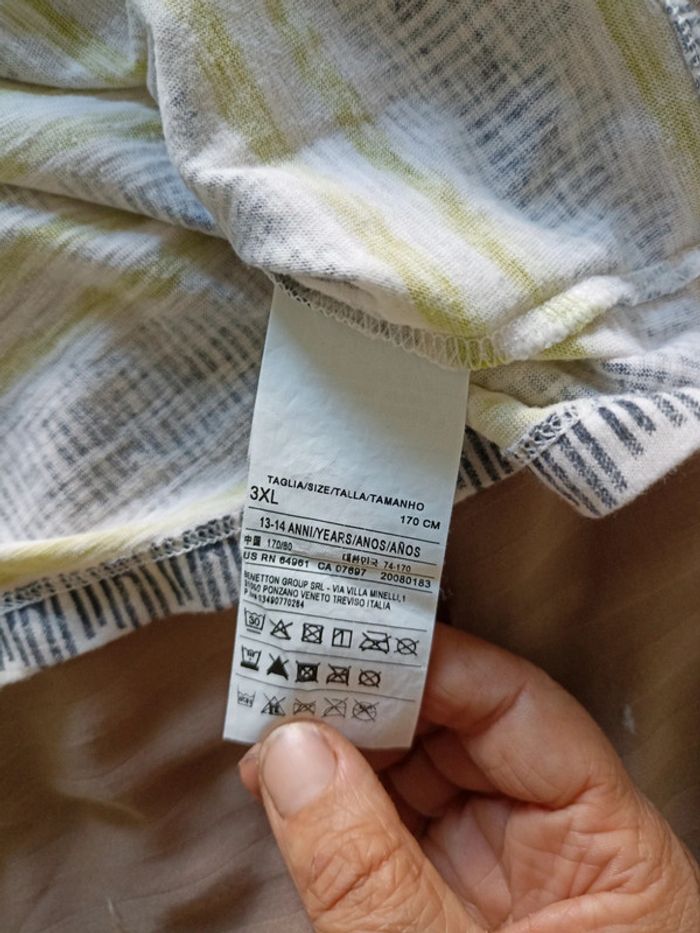 TAGLIA/SIZE/TALLA/TAMANHO
3XL 170 CM
13-14 ANNI/YEARS/ANOS/AÑOS
中国 170/80 대한민국 74-170
US RN 64961 CA 07697 20080183
BENETTON GROUP SRL - VIA VILLA MINELLI,1
31050 PONZANO VENETO TREVISO ITALIA